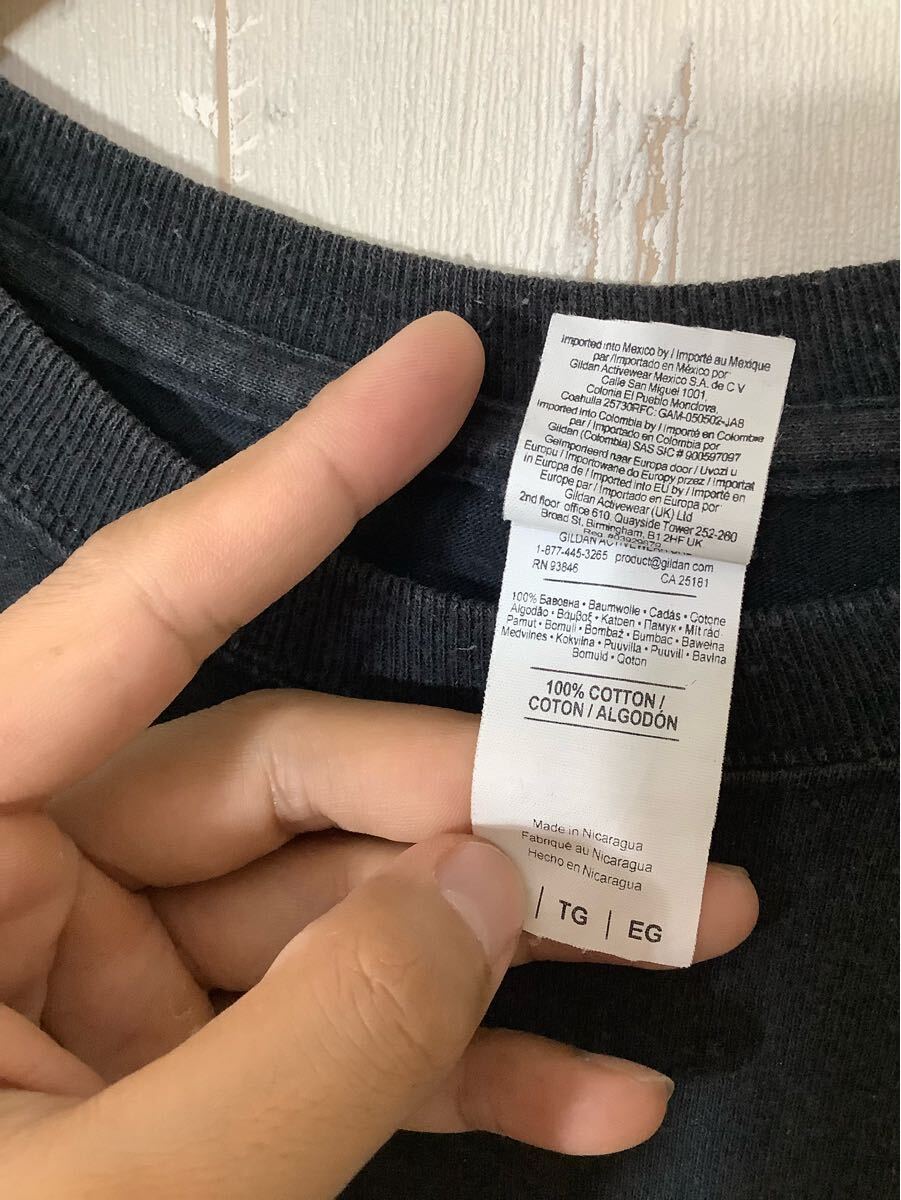 Imported into Mexico by / Importé au Mexique
par / Importado en México por:
Gildan Activewear Mexico S.A. de C V
Calle San Miguel 1001,
Colonia El Pueblo Mondova,
Coahuila 25730RFC: GAM-050502-JA8
Imported into Colombia by / Importé en Colombie
par / Importado en Colombia por
Gildan (Colombia) SAS SIC # 900597097
Geïmporteerd naar Europa door / Uvozi u
Europu / Importowane do Europy przez / Importat
in Europa de / Imported into EU by / Importé en
Europe par / Importado en Europa por:
Gildan Activewear (UK) Ltd
2nd floor office 610, Quayside Tower 252-260
Broad St, Birmingham, B1 2HF UK
1-877-445-3265 product@gildan.com
RN 93846 CA 25181
100% Бавовна • Baumwolle • Cadás • Cotone
Algodão • Βάμβαξ • Katoen • Памук • Mit rád
Pamut • Bomull • Bombaž • Bumbac • Bawełna
Medvilnes • Kokvilna • Puuvilla • Puuvill • Bavlna
Bomuld • Qoton
100% COTTON /
COTON / ALGODÓN
Made in Nicaragua
Fabriqué au Nicaragua
Hecho en Nicaragua
| TG | EG